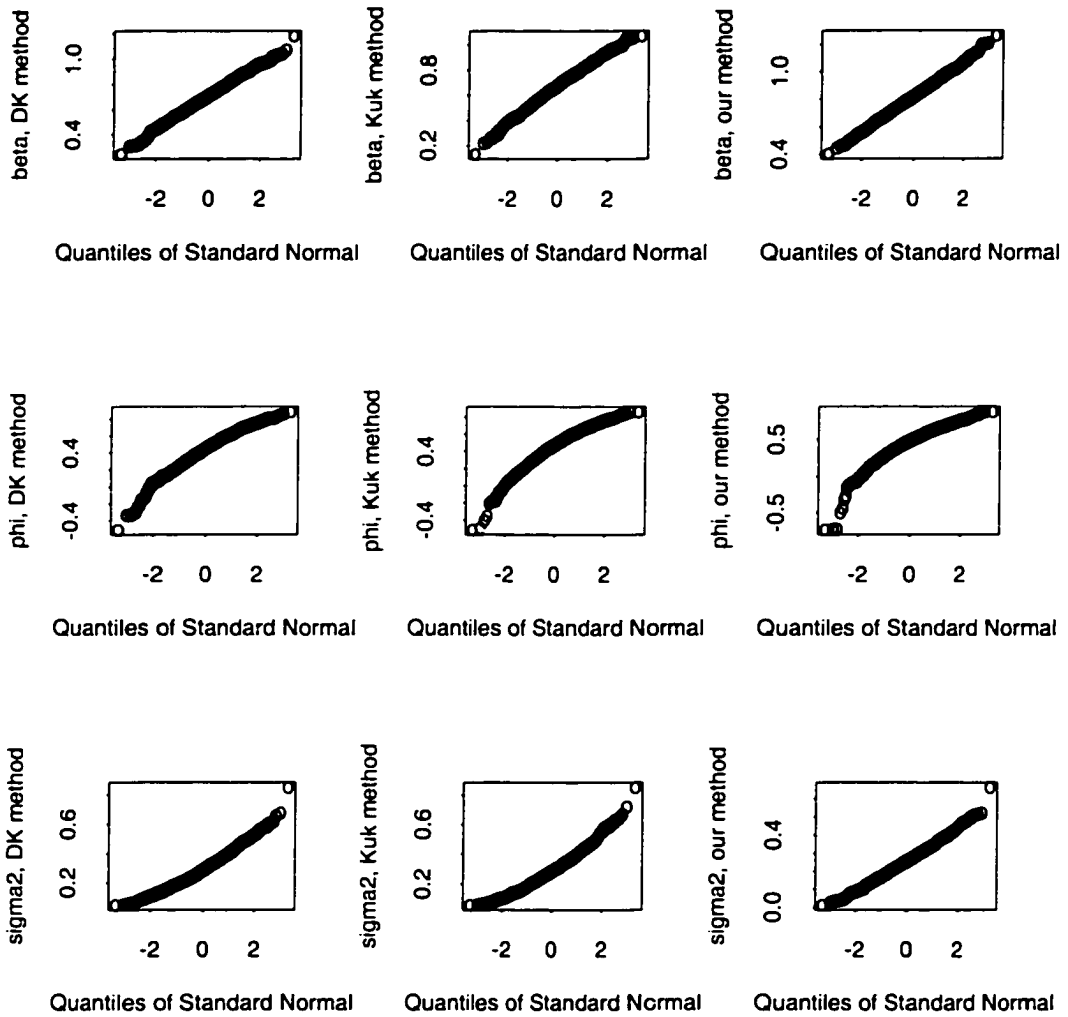 beta, DK method
0.4 1.0
-2 0 2
Quantiles of Standard Normal
beta, Kuk method
0.2 0.8
-2 0 2
Quantiles of Standard Normal
beta, our method
0.4 1.0
-2 0 2
Quantiles of Standard Normal
phi, DK method
-0.4 0.4
-2 0 2
Quantiles of Standard Normal
phi, Kuk method
-0.4 0.4
-2 0 2
Quantiles of Standard Normal
phi, our method
-0.5 0.5
-2 0 2
Quantiles of Standard Normal
sigma2, DK method
0.2 0.6
-2 0 2
Quantiles of Standard Normal
sigma2, Kuk method
0.2 0.6
-2 0 2
Quantiles of Standard Normal
sigma2, our method
0.0 0.4
-2 0 2
Quantiles of Standard Normal